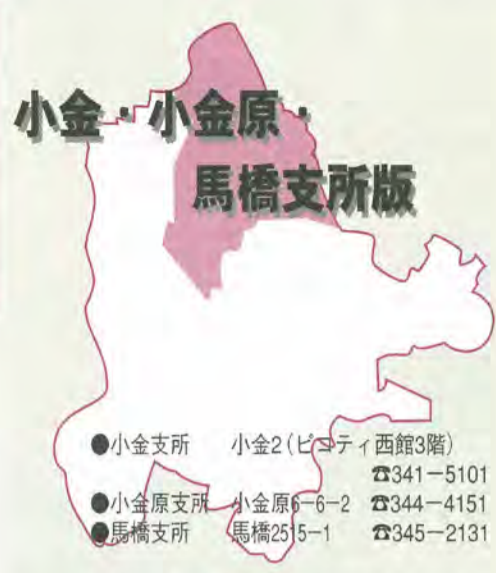 小金・小金原・
馬橋支所版
●小金支所 小金2(ピコティ西館3階)
☎341－5101
●小金原支所 小金原6－6－2 ☎344－4151
●馬橋支所 馬橋2515－1 ☎345－2131